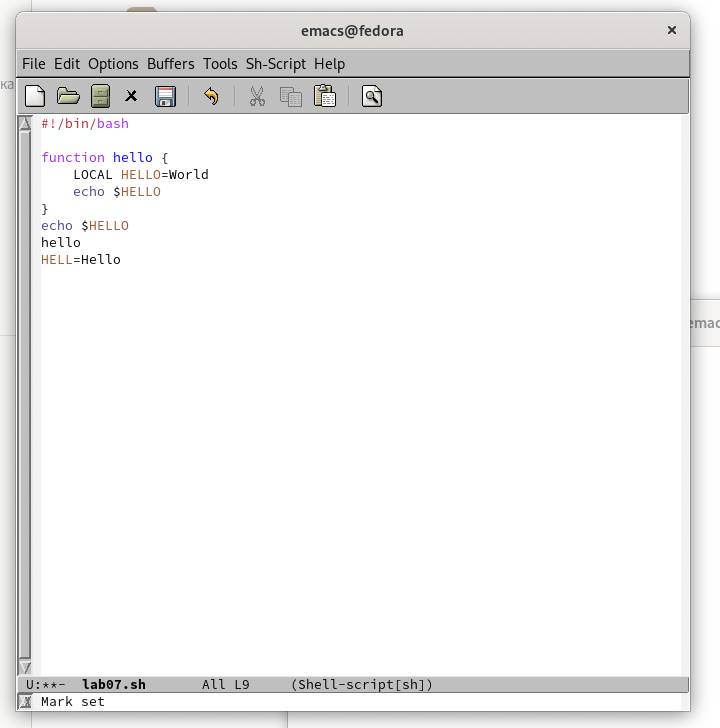 ка
emacs@fedora
File Edit Options Buffers Tools Sh-Script Help
#!/bin/bash
function hello {
    LOCAL HELLO=World
    echo $HELLO
}
echo $HELLO
hello
HELL=Hello
emac
U:**-  lab07.sh       All L9     (Shell-script[sh])
Mark set